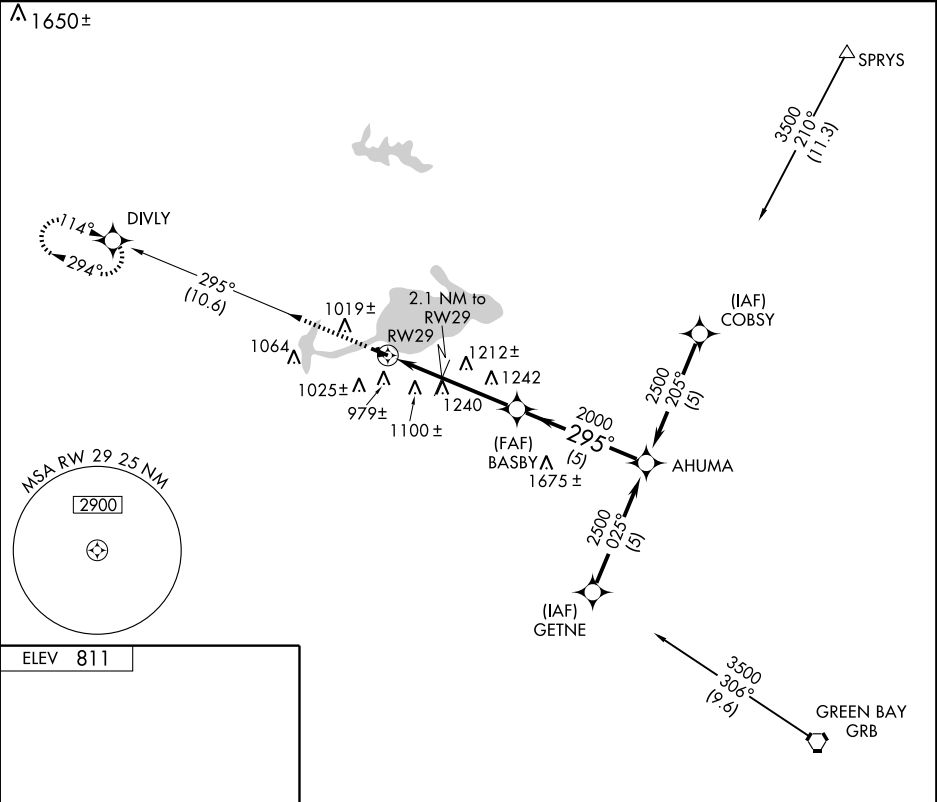 1650±
SPRYS
3500
210°
(11.3)
DIVLY
114°
294°
295°
(10.6)
1019±
2.1 NM to
RW29
RW29
1064
1212±
1242
1025±
979±
1100 ±
1240
(IAF)
COBSY
2500
205°
(5)
2000
295°
(5)
(FAF)
BASBY
1675 ±
AHUMA
2500
025°
(5)
(IAF)
GETNE
MSA RW 29 25 NM
2900
3500
306°
(9.6)
GREEN BAY
GRB
ELEV 811